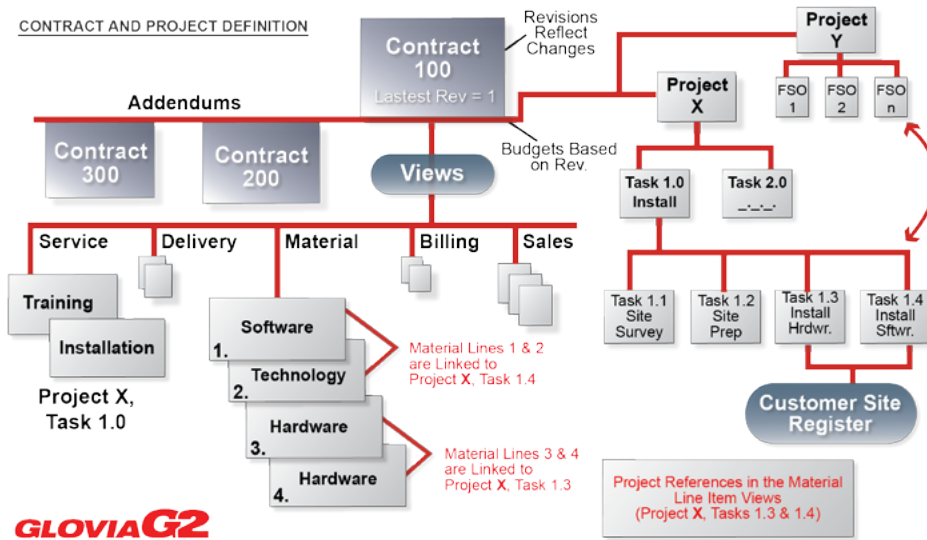 CONTRACT AND PROJECT DEFINITION
Contract
100
Lastest Rev = 1
Revisions
Reflect
Changes
Project
Y
FSO
1
FSO
2
FSO
n
Project
X
Addendums
Contract
300
Contract
200
Budgets Based
on Rev.
Views
Task 1.0
Install
Task 2.0
_._._.
Service
Delivery
Material
Billing
Sales
Training
Installation
Project X,
Task 1.0
Software
1.
Technology
2.
Hardware
3.
Hardware
4.
Material Lines 1 & 2
are Linked to
Project X, Task 1.4
Material Lines 3 & 4
are Linked to
Project X, Task 1.3
Task 1.1
Site
Survey
Task 1.2
Site
Prep
Task 1.3
Install
Hrdwr.
Task 1.4
Install
Sftwr.
Customer Site
Register
Project References in the Material
Line Item Views
(Project X, Tasks 1.3 & 1.4)
GLOVIA G2